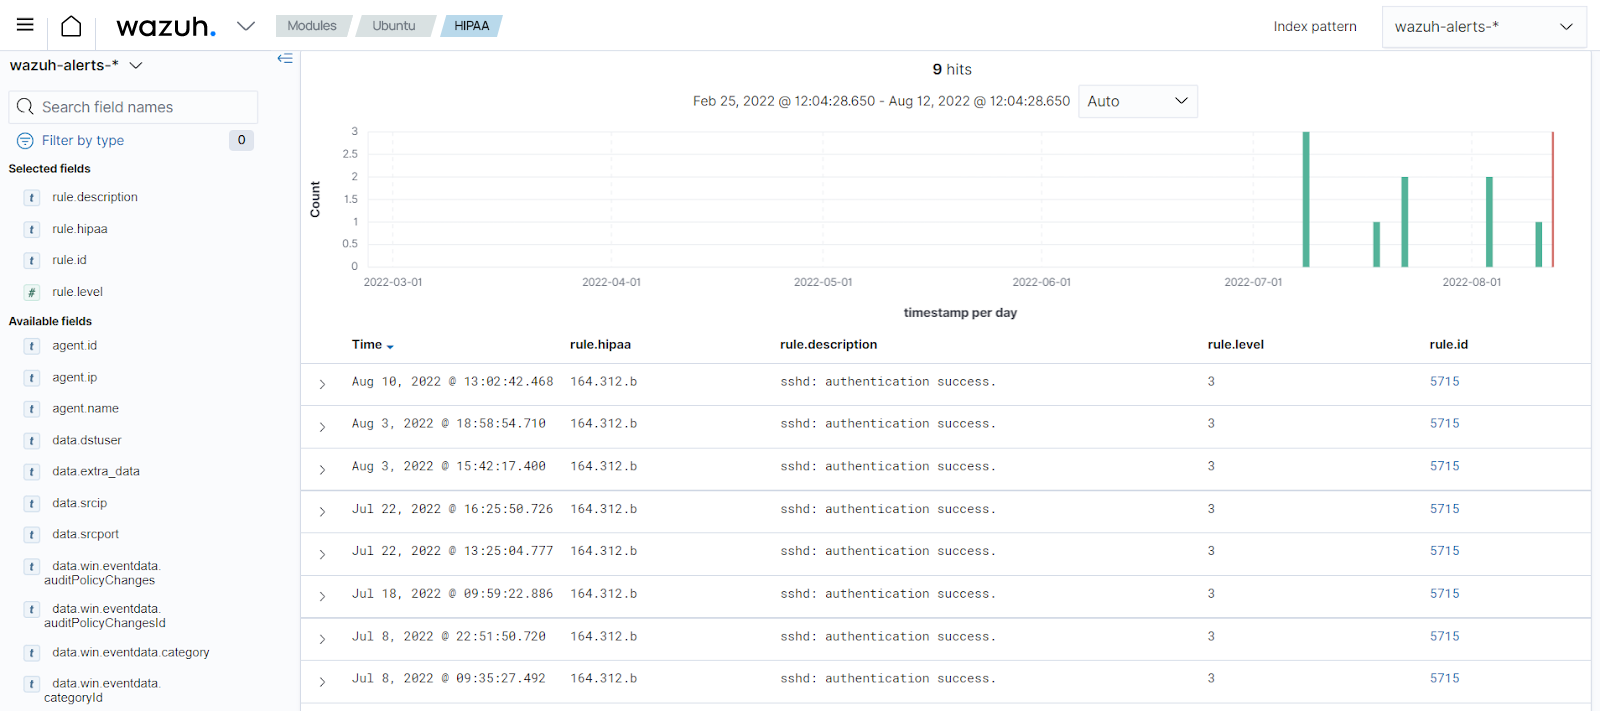 wazuh.
Modules
Ubuntu
HIPAA
Index pattern
wazuh-alerts-*
wazuh-alerts-*
Search field names
Filter by type
0
Selected fields
t rule.description
t rule.hipaa
t rule.id
# rule.level
Available fields
t agent.id
t agent.ip
t agent.name
t data.dstuser
t data.extra_data
t data.srcip
t data.srcport
t data.win.eventdata.
auditPolicyChanges
t data.win.eventdata.
auditPolicyChangesId
t data.win.eventdata.category
t data.win.eventdata.
categoryId
9 hits
Feb 25, 2022 @ 12:04:28.650 - Aug 12, 2022 @ 12:04:28.650
Auto
Count
3
2.5
2
1.5
1
0.5
0
2022-03-01 2022-04-01 2022-05-01 2022-06-01 2022-07-01 2022-08-01
timestamp per day
Time rule.hipaa rule.description rule.level rule.id
Aug 10, 2022 @ 13:02:42.468 164.312.b sshd: authentication success. 3 5715
Aug 3, 2022 @ 18:58:54.710 164.312.b sshd: authentication success. 3 5715
Aug 3, 2022 @ 15:42:17.400 164.312.b sshd: authentication success. 3 5715
Jul 22, 2022 @ 16:25:50.726 164.312.b sshd: authentication success. 3 5715
Jul 22, 2022 @ 13:25:04.777 164.312.b sshd: authentication success. 3 5715
Jul 18, 2022 @ 09:59:22.886 164.312.b sshd: authentication success. 3 5715
Jul 8, 2022 @ 22:51:50.720 164.312.b sshd: authentication success. 3 5715
Jul 8, 2022 @ 09:35:27.492 164.312.b sshd: authentication success. 3 5715